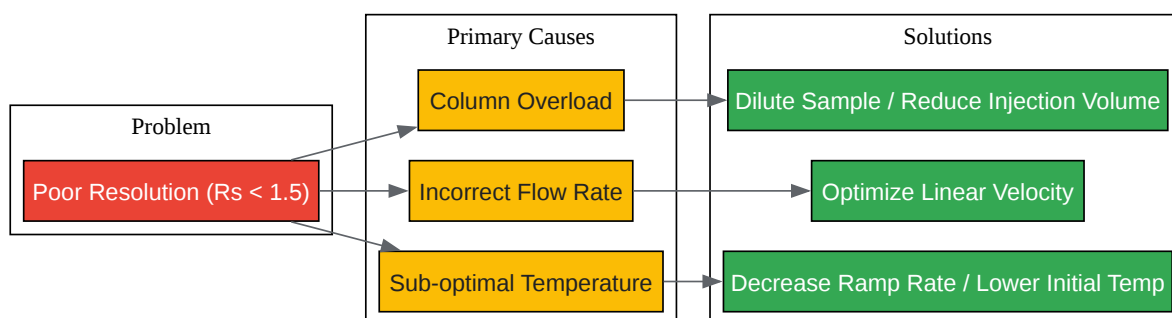 Problem
Poor Resolution (Rs < 1.5)
Primary Causes
Column Overload
Incorrect Flow Rate
Sub-optimal Temperature
Solutions
Dilute Sample / Reduce Injection Volume
Optimize Linear Velocity
Decrease Ramp Rate / Lower Initial Temp